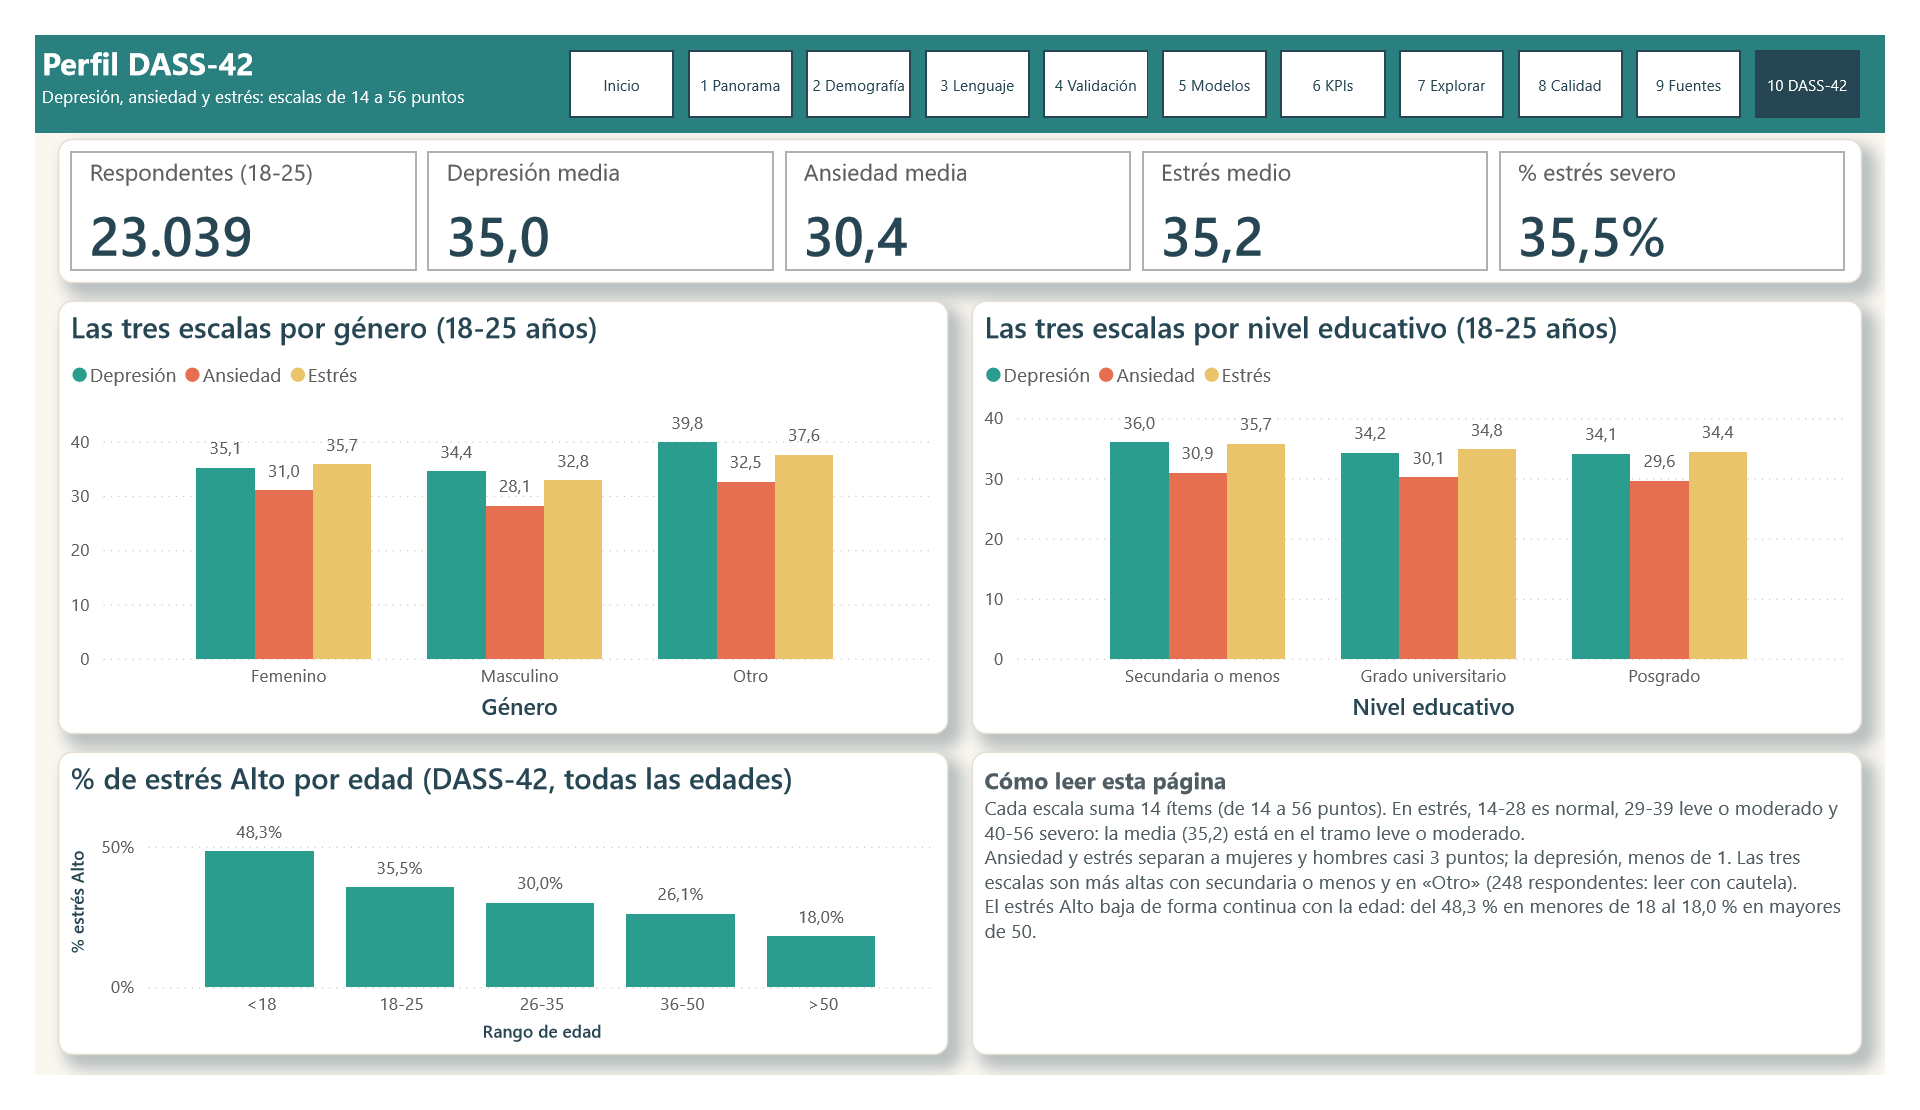 Perfil DASS-42
Depresión, ansiedad y estrés: escalas de 14 a 56 puntos
Inicio
1 Panorama
2 Demografía
3 Lenguaje
4 Validación
5 Modelos
6 KPIs
7 Explorar
8 Calidad
9 Fuentes
10 DASS-42
Respondentes (18-25)
23.039
Depresión media
35,0
Ansiedad media
30,4
Estrés medio
35,2
% estrés severo
35,5%
Las tres escalas por género (18-25 años)
Depresión Ansiedad Estrés
40
30
20
10
0
35,1
31,0
35,7
34,4
28,1
32,8
39,8
32,5
37,6
Femenino
Masculino
Otro
Género
Las tres escalas por nivel educativo (18-25 años)
Depresión Ansiedad Estrés
40
30
20
10
0
36,0
30,9
35,7
34,2
30,1
34,8
34,1
29,6
34,4
Secundaria o menos
Grado universitario
Posgrado
Nivel educativo
% de estrés Alto por edad (DASS-42, todas las edades)
% estrés Alto
50%
0%
48,3%
35,5%
30,0%
26,1%
18,0%
<18
18-25
26-35
36-50
>50
Rango de edad
Cómo leer esta página
Cada escala suma 14 ítems (de 14 a 56 puntos). En estrés, 14-28 es normal, 29-39 leve o moderado y
40-56 severo: la media (35,2) está en el tramo leve o moderado.
Ansiedad y estrés separan a mujeres y hombres casi 3 puntos; la depresión, menos de 1. Las tres
escalas son más altas con secundaria o menos y en «Otro» (248 respondentes: leer con cautela).
El estrés Alto baja de forma continua con la edad: del 48,3 % en menores de 18 al 18,0 % en mayores
de 50.